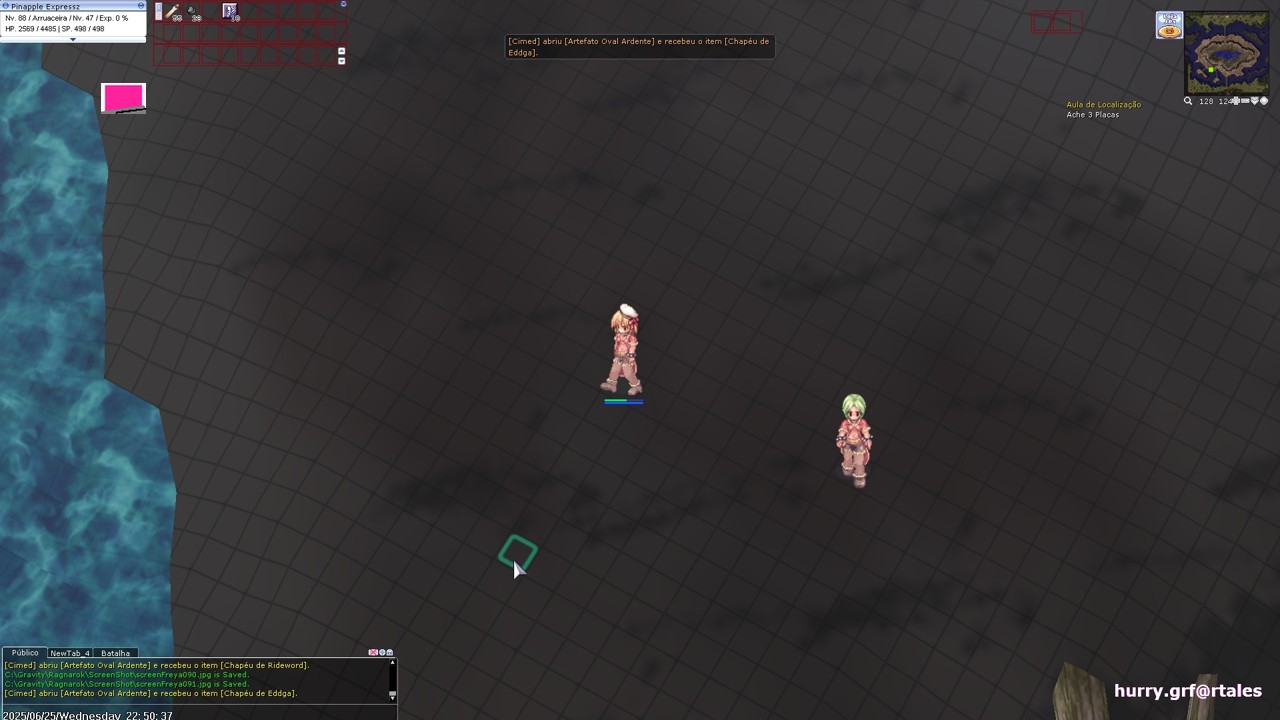 Pinapple Expressz
Nv. 88 / Arruaceira / Nv. 47 / Exp. 0 %
HP. 2569 / 4485 | SP. 498 / 498
55
20
10
[Cimed] abriu [Artefato Oval Ardente] e recebeu o item [Chapéu de
Eddga].
128
Aula de Localização
Ache 3 Placas
Público
NewTab_4
Batalha
[Cimed] abriu [Artefato Oval Ardente] e recebeu o item [Chapéu de Rideword].
C:\Gravity\Ragnarok\ScreenShot\screenFreya090.jpg is Saved.
C:\Gravity\Ragnarok\ScreenShot\screenFreya091.jpg is Saved.
[Cimed] abriu [Artefato Oval Ardente] e recebeu o item [Chapéu de Eddga].
2025/06/25/Wednesday 22:50:37
hurry.grf@rtales